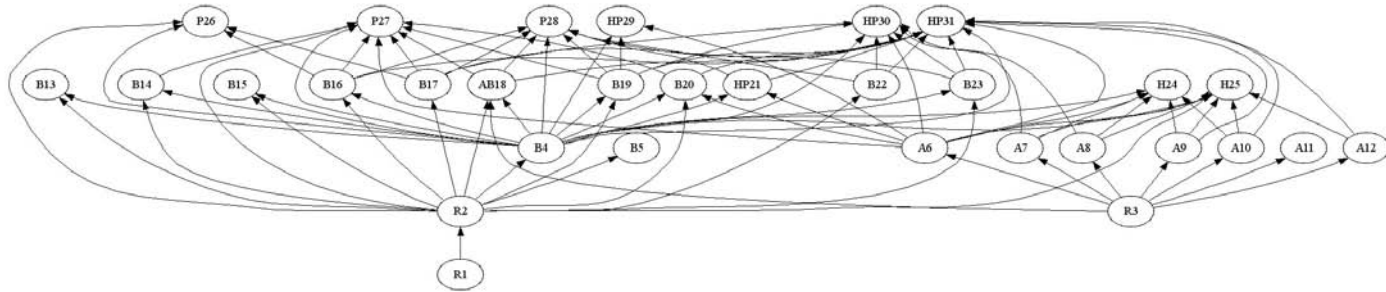 P26 P27 P28 HP29 HP30 HP31
B13 B14 B15 B16 B17 AB18 B19 B20 HP21 B22 B23 H24 H25
B4 B5 A6 A7 A8 A9 A10 A11 A12
R2 R3
R1